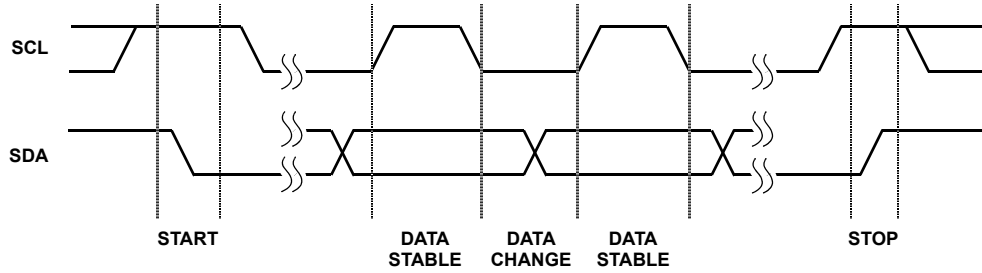 SCL
SDA
START
DATA
STABLE
DATA
CHANGE
DATA
STABLE
STOP